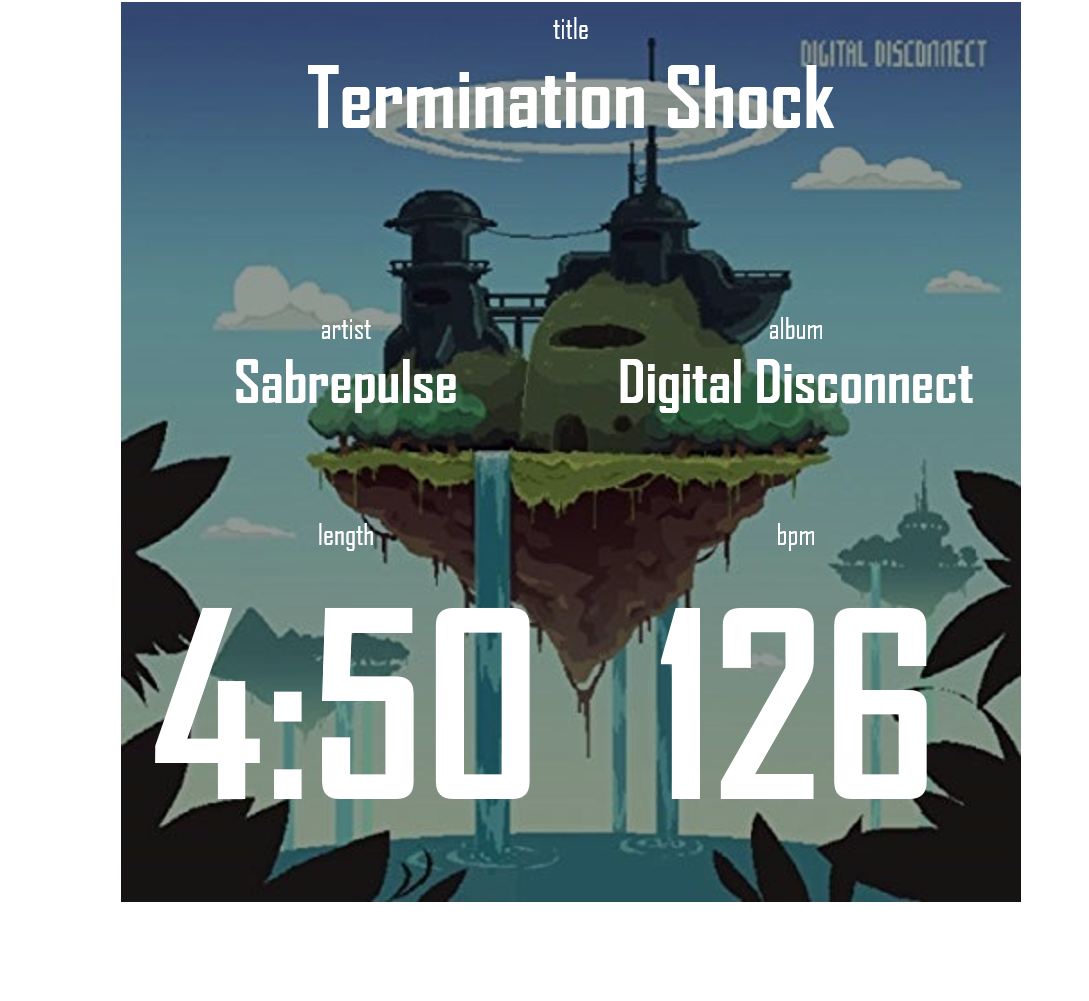 title
DIGITAL DISCONNECT
Termination Shock
artist
album
Sabrepulse
Digital Disconnect
length
bpm
4:50
126